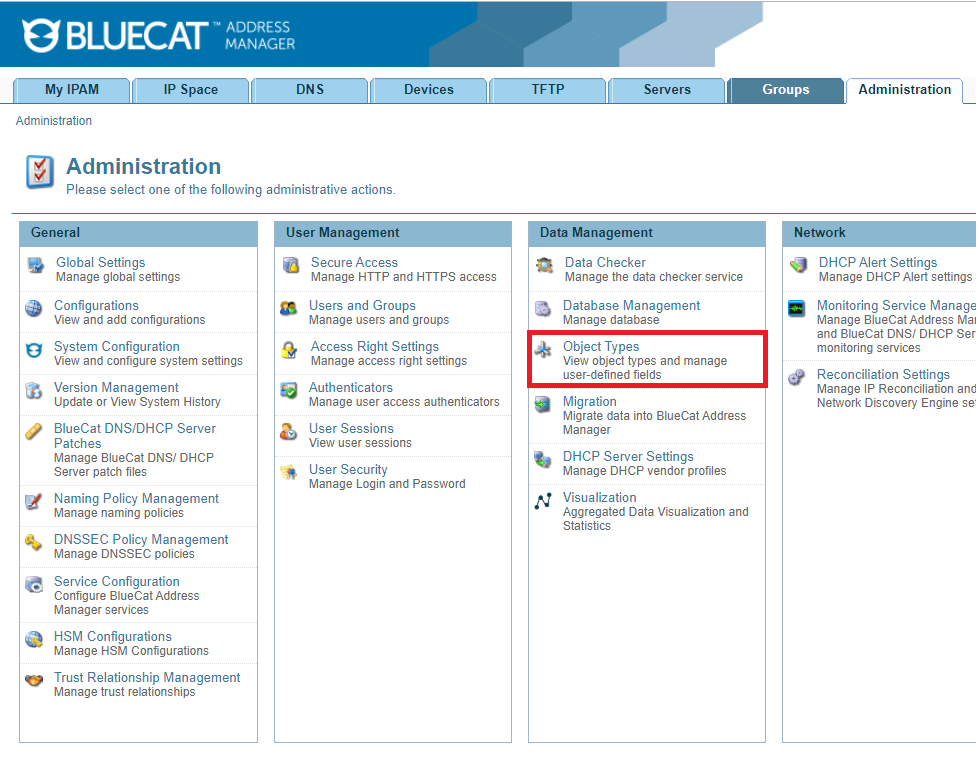 BLUECAT™ ADDRESS
MANAGER
My IPAM
IP Space
DNS
Devices
TFTP
Servers
Groups
Administration
Administration
Administration
Please select one of the following administrative actions.
General
Global Settings
Manage global settings
Configurations
View and add configurations
System Configuration
View and configure system settings
Version Management
Update or View System History
BlueCat DNS/DHCP Server
Patches
Manage BlueCat DNS/ DHCP
Server patch files
Naming Policy Management
Manage naming policies
DNSSEC Policy Management
Manage DNSSEC policies
Service Configuration
Configure BlueCat Address
Manager services
HSM Configurations
Manage HSM Configurations
Trust Relationship Management
Manage trust relationships
User Management
Secure Access
Manage HTTP and HTTPS access
Users and Groups
Manage users and groups
Access Right Settings
Manage access right settings
Authenticators
Manage user access authenticators
User Sessions
View user sessions
User Security
Manage Login and Password
Data Management
Data Checker
Manage the data checker service
Database Management
Manage database
Object Types
View object types and manage
user-defined fields
Migration
Migrate data into BlueCat Address
Manager
DHCP Server Settings
Manage DHCP vendor profiles
Visualization
Aggregated Data Visualization and
Statistics
Network
DHCP Alert Settings
Manage DHCP Alert settings
Monitoring Service Manage
Manage BlueCat Address Ma
and BlueCat DNS/ DHCP Ser
monitoring services
Reconciliation Settings
Manage IP Reconciliation and
Network Discovery Engine se